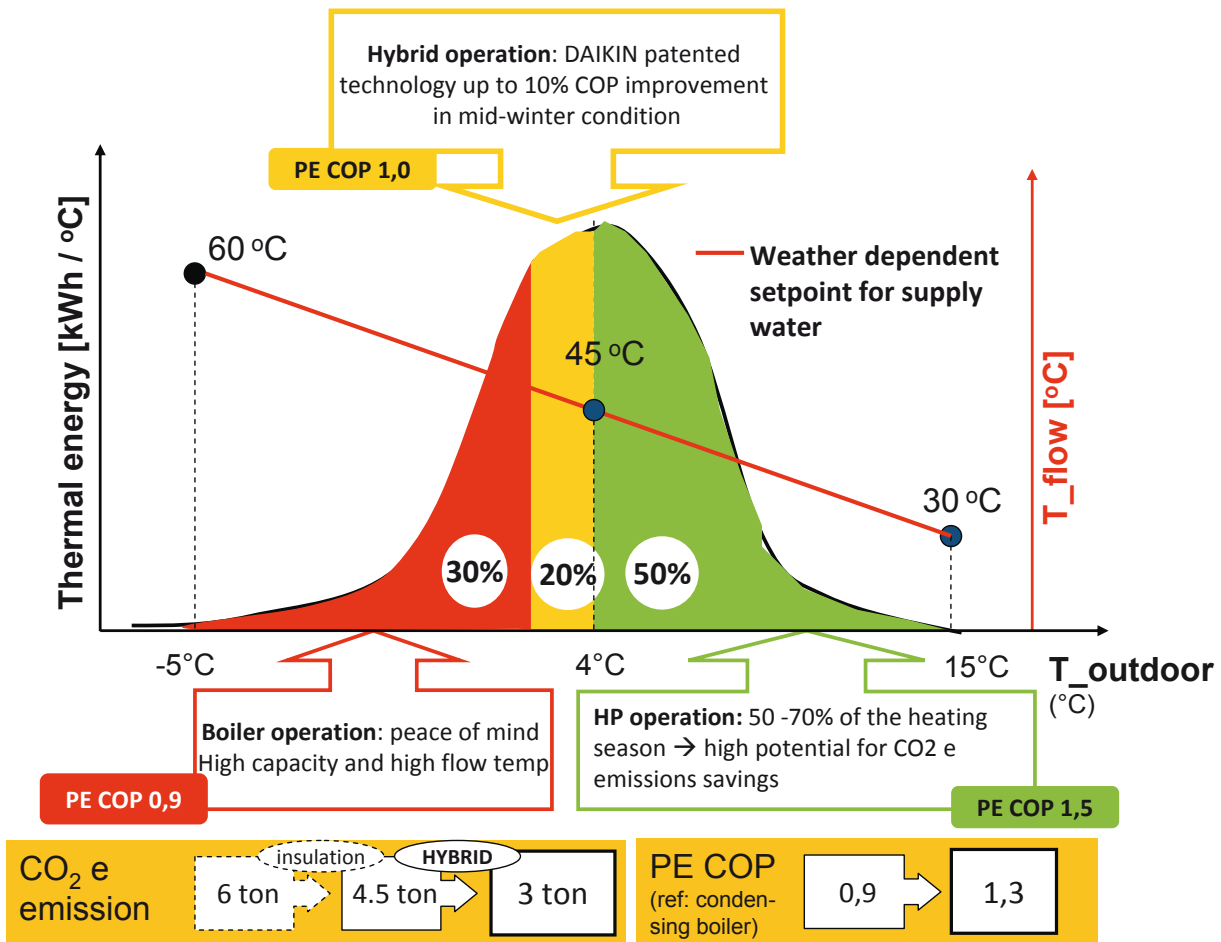 Hybrid operation: DAIKIN patented
technology up to 10% COP improvement
in mid-winter condition
PE COP 1,0
Thermal energy [kWh / °C]
60 °C
Weather dependent
setpoint for supply
water
45 °C
T_flow [°C]
30 °C
30%
20%
50%
-5°C
4°C
15°C
T_outdoor
(°C)
Boiler operation: peace of mind
High capacity and high flow temp
PE COP 0,9
HP operation: 50 -70% of the heating
season → high potential for CO2 e
emissions savings
PE COP 1,5
CO₂ e
emission
insulation
HYBRID
6 ton
4.5 ton
3 ton
PE COP
(ref: conden-
sing boiler)
0,9
1,3